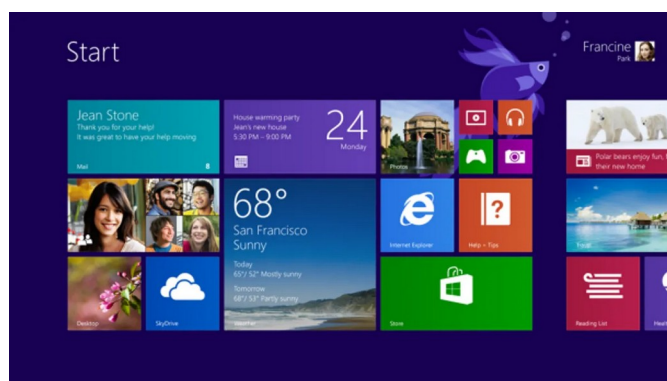 Start
Francine
Park
Jean Stone
Thank you for your help!
It was great to have your help moving
Mail
8
House warming party
Jean's new house
5:30 PM – 9:00 PM
24
Monday
Photos
Polar bears enjoy fun,
their new home
68°
San Francisco
Sunny
Today
65°/ 52° Mostly sunny
Tomorrow
68°/ 53° Partly sunny
Weather
Internet Explorer
?
Help + Tips
Desktop
SkyDrive
Store
Reading List